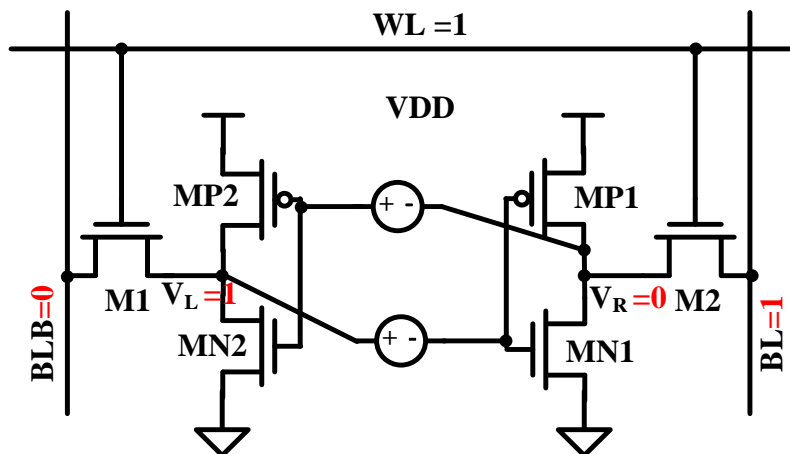 WL =1
VDD
MP2
+ -
MP1
M1
VL =1
VR =0
M2
MN2
+ -
MN1
BLB=0
BL=1